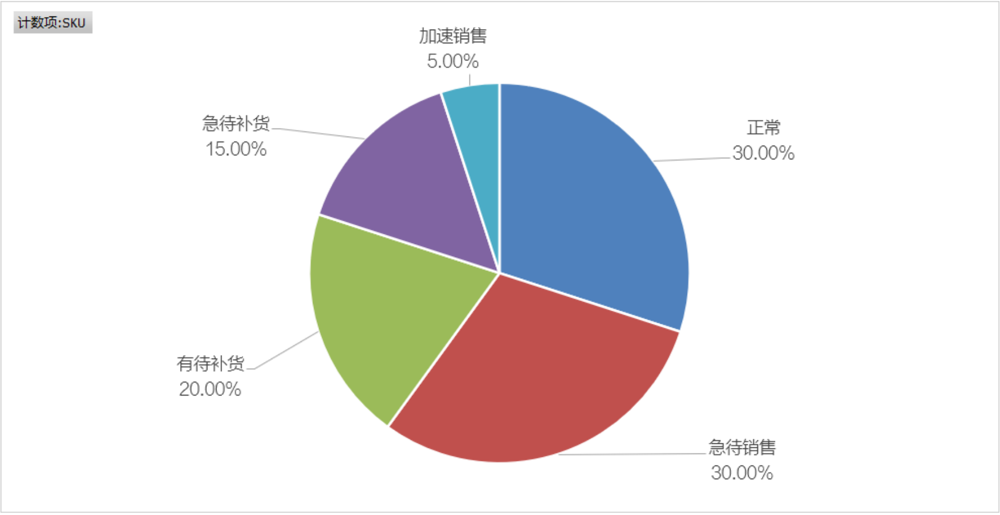 计数项:SKU
加速销售
5.00%
急待补货
15.00%
正常
30.00%
有待补货
20.00%
急待销售
30.00%